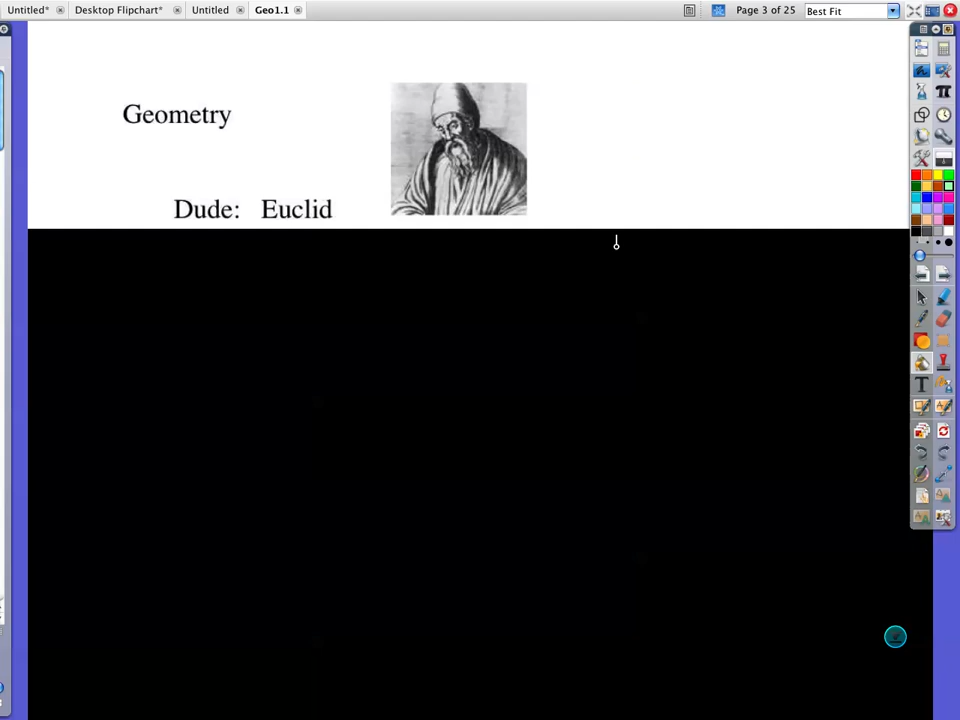 Untitled* Desktop Flipchart* Untitled Geo1.1 Page 3 of 25 Best Fit
Geometry
Dude: Euclid